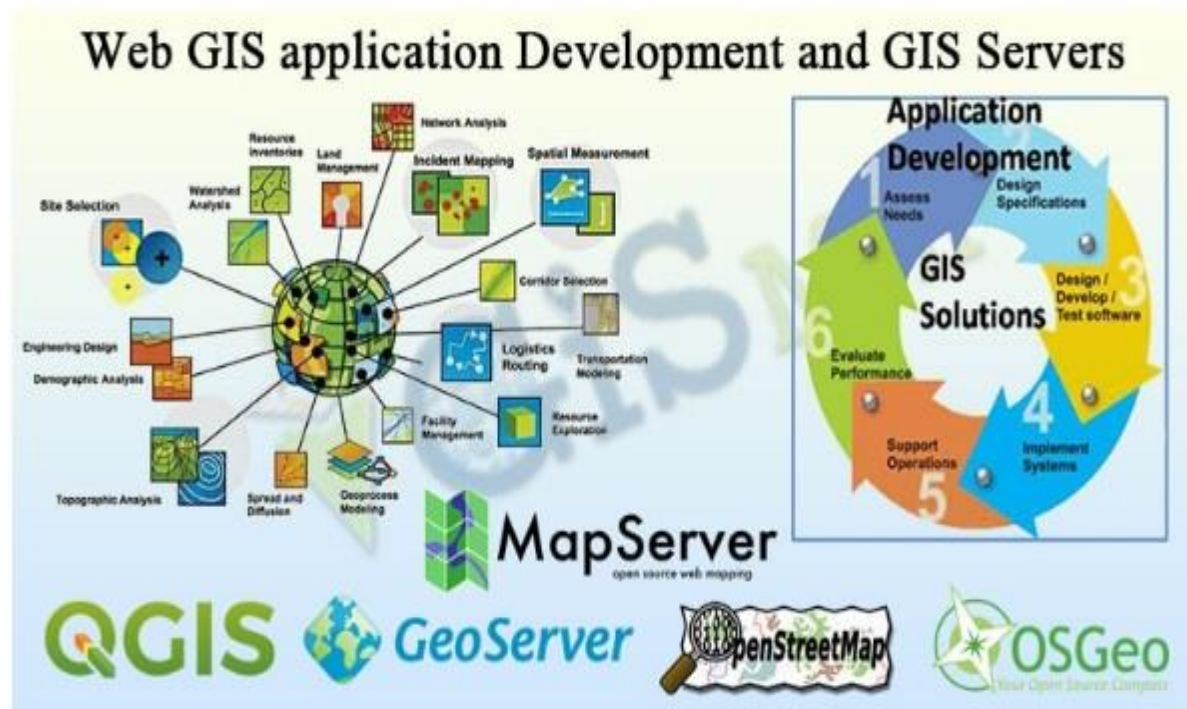 Web GIS application Development and GIS Servers
Network Analysis
Resource
Inventories
Land
Management
Incident Mapping
Spatial Measurement
Watershed
Analysis
Site Selection
Corridor Selection
Engineering Design
Demographic Analysis
Logistics
Routing
Transportation
Modeling
Facility
Management
Resource
Exploration
Topographic Analysis
Spread and
Diffusion
Geoprocess
Modeling
Application
Development
1
Assess
Needs
2
Design
Specifications
GIS
Solutions
3
Design /
Develop /
Test software
4
Implement
Systems
5
Support
Operations
6
Evaluate
Performance
GIS
MapServer
open source web mapping
QGIS
GeoServer
OpenStreetMap
OSGeo
Your Open Source Compass